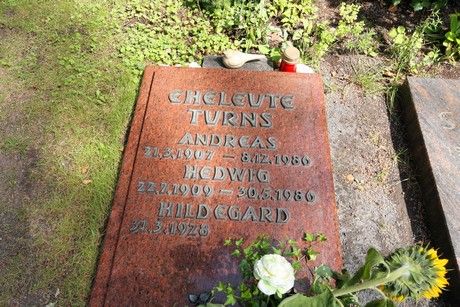 EHELEUTE
TURNS
ANDREAS
21.3.1907 – 8.12.1980
HEDWIG
22.7.1909 – 30.5.1986
HILDEGARD
31.3.1928